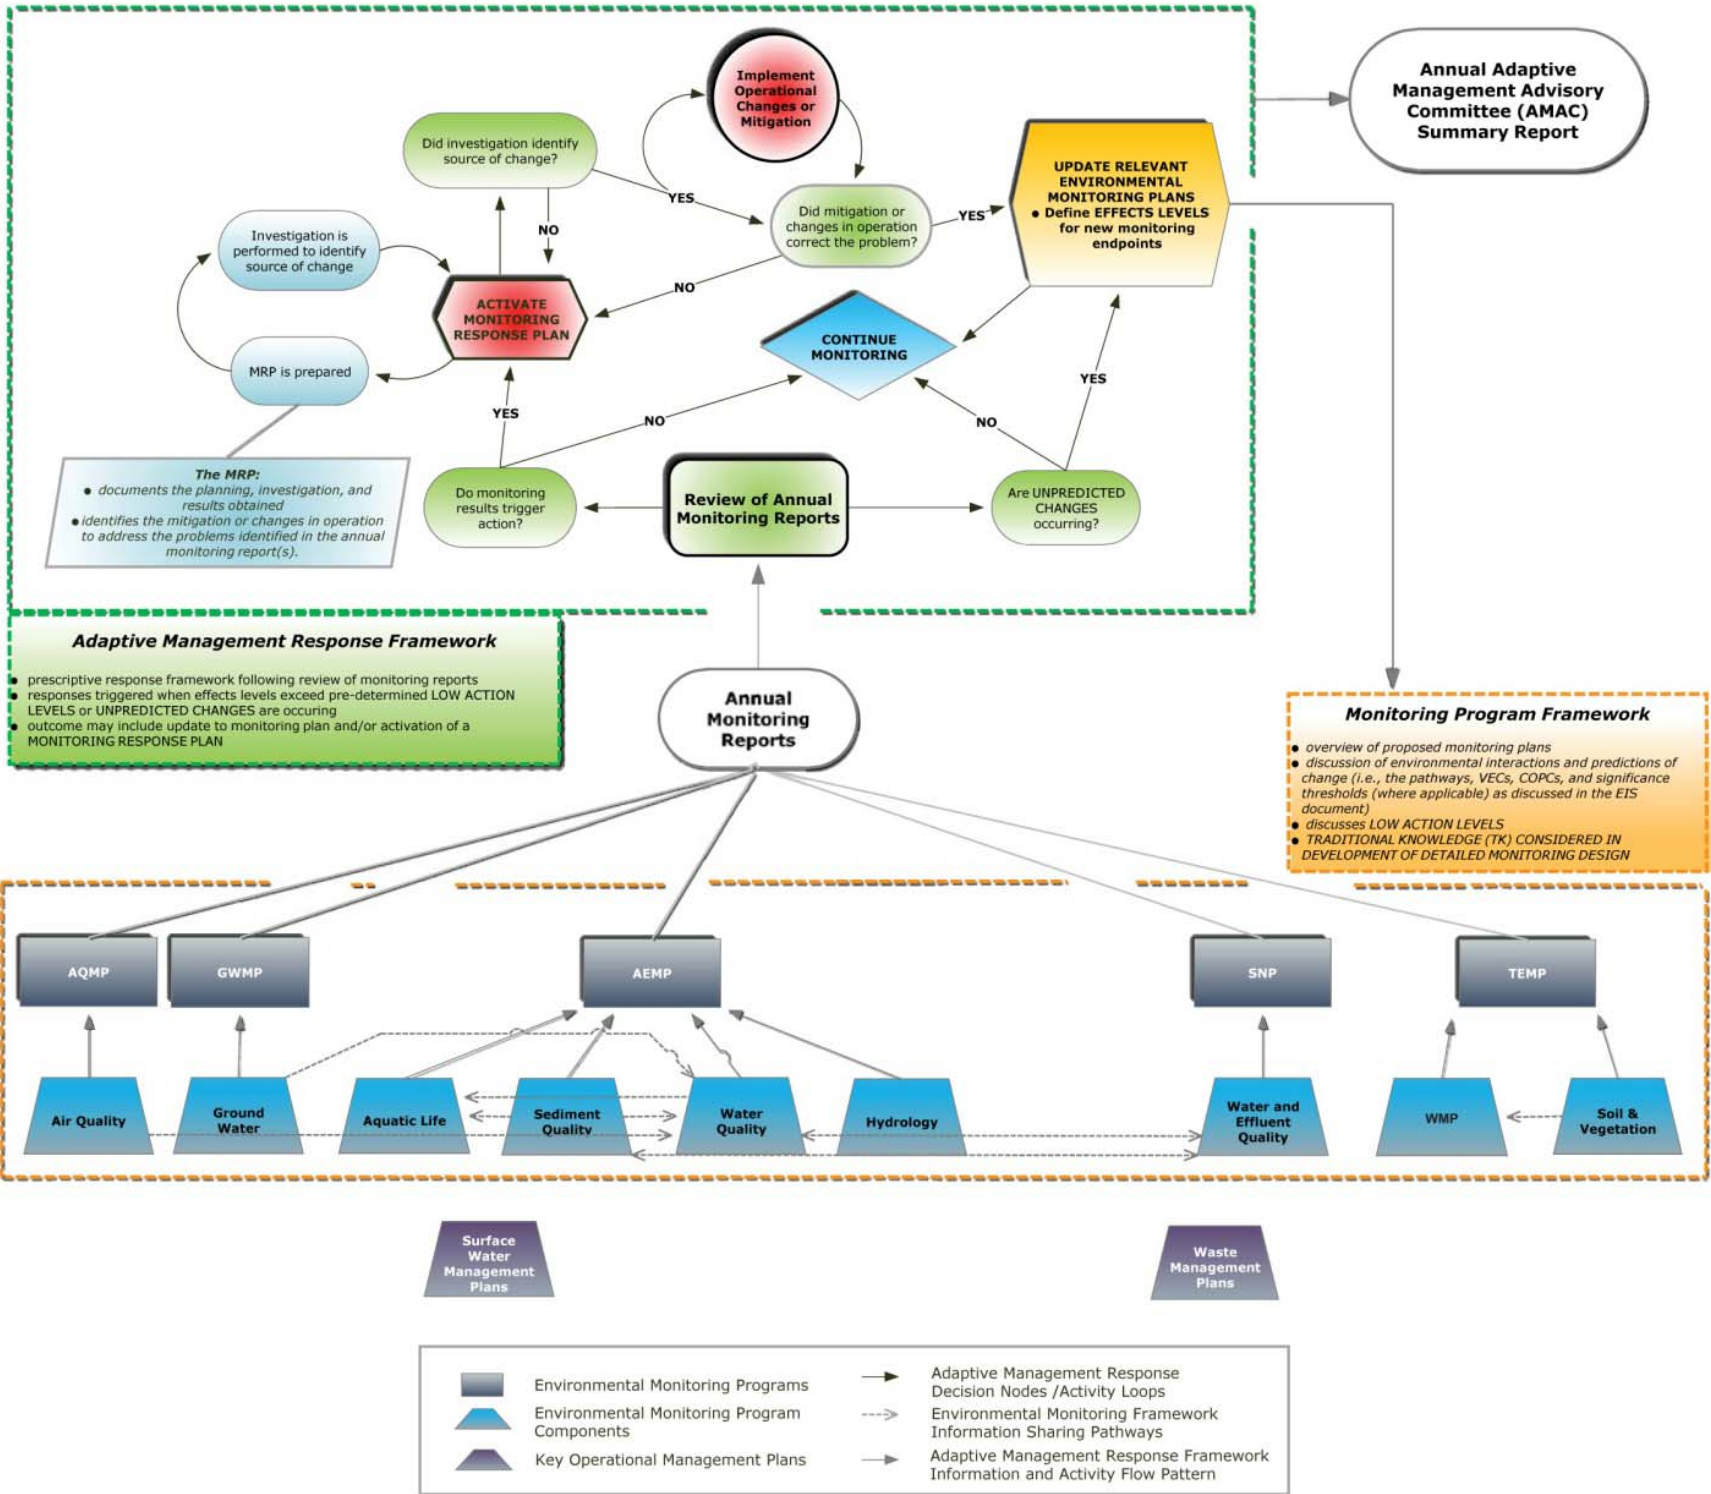 Implement
Operational
Changes or
Mitigation
Annual Adaptive
Management Advisory
Committee (AMAC)
Summary Report
Did investigation identify
source of change?
UPDATE RELEVANT
ENVIRONMENTAL
MONITORING PLANS
● Define EFFECTS LEVELS
for new monitoring
endpoints
YES
Did mitigation or
changes in operation
correct the problem?
YES
Investigation is
performed to identify
source of change
NO
NO
ACTIVATE
MONITORING
RESPONSE PLAN
CONTINUE
MONITORING
MRP is prepared
YES
YES
NO
NO
The MRP:
● documents the planning, investigation, and
results obtained
● identifies the mitigation or changes in operation
to address the problems identified in the annual
monitoring report(s).
Do monitoring
results trigger
action?
Review of Annual
Monitoring Reports
Are UNPREDICTED
CHANGES
occurring?
Adaptive Management Response Framework
● prescriptive response framework following review of monitoring reports
● responses triggered when effects levels exceed pre-determined LOW ACTION
LEVELS or UNPREDICTED CHANGES are occuring
● outcome may include update to monitoring plan and/or activation of a
MONITORING RESPONSE PLAN
Annual
Monitoring
Reports
Monitoring Program Framework
● overview of proposed monitoring plans
● discussion of environmental interactions and predictions of
change (i.e., the pathways, VECs, COPCs, and significance
thresholds (where applicable) as discussed in the EIS
document)
● discusses LOW ACTION LEVELS
● TRADITIONAL KNOWLEDGE (TK) CONSIDERED IN
DEVELOPMENT OF DETAILED MONITORING DESIGN
AQMP
GWMP
AEMP
SNP
TEMP
Air Quality
Ground
Water
Aquatic Life
Sediment
Quality
Water
Quality
Hydrology
Water and
Effluent
Quality
WMP
Soil &
Vegetation
Surface
Water
Management
Plans
Waste
Management
Plans
Environmental Monitoring Programs
Environmental Monitoring Program
Components
Key Operational Management Plans
Adaptive Management Response
Decision Nodes /Activity Loops
Environmental Monitoring Framework
Information Sharing Pathways
Adaptive Management Response Framework
Information and Activity Flow Pattern